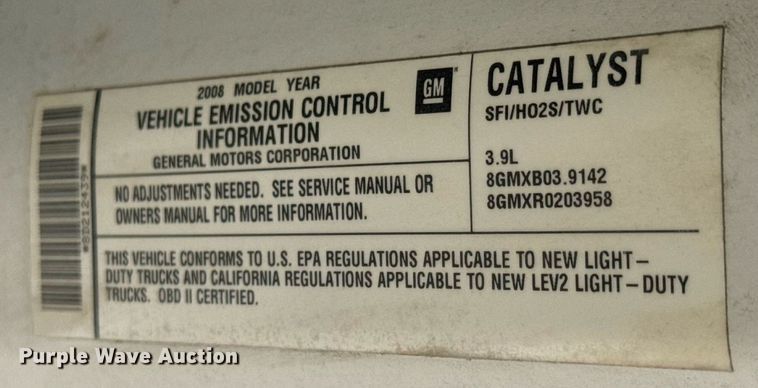 *8D212439*
2008 MODEL YEAR
VEHICLE EMISSION CONTROL
INFORMATION
GENERAL MOTORS CORPORATION
GM
CATALYST
SFI/HO2S/TWC
3.9L
8GMXB03.9142
8GMXR0203958
NO ADJUSTMENTS NEEDED. SEE SERVICE MANUAL OR
OWNERS MANUAL FOR MORE INFORMATION.
THIS VEHICLE CONFORMS TO U.S. EPA REGULATIONS APPLICABLE TO NEW LIGHT–
DUTY TRUCKS AND CALIFORNIA REGULATIONS APPLICABLE TO NEW LEV2 LIGHT–DUTY
TRUCKS. OBD II CERTIFIED.
Purple Wave Auction